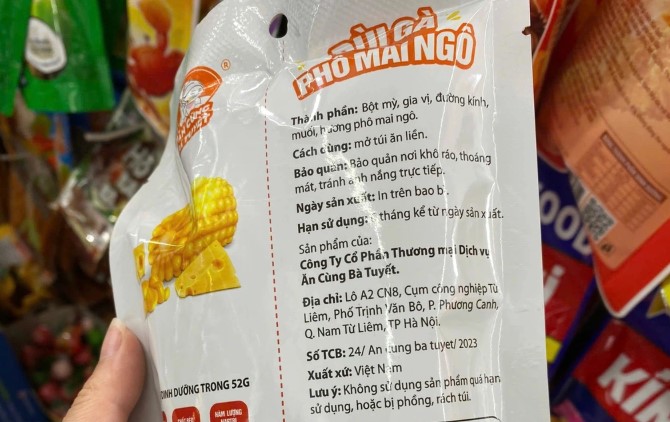 ĐÙI GÀ
PHÔ MAI NGÔ
Thành phần: Bột mỳ, gia vị, đường kính,
muối, hương phô mai ngô.
Cách dùng: mở túi ăn liền.
Bảo quản: Bảo quản nơi khô ráo, thoáng
mát, tránh ánh nắng trực tiếp.
Ngày sản xuất: In trên bao bì.
Hạn sử dụng: tháng kể từ ngày sản xuất.
Sản phẩm của:
Công Ty Cổ Phần Thương mại Dịch vụ
Ăn Cùng Bà Tuyết.
Địa chỉ: Lô A2 CN8, Cụm công nghiệp Từ
Liêm, Phố Trịnh Văn Bô, P. Phương Canh,
Q. Nam Từ Liêm, TP Hà Nội.
Số TCB: 24/ An cung ba tuyet/ 2023
Xuất xứ: Việt Nam
Lưu ý: Không sử dụng sản phẩm quá hạn
sử dụng, hoặc bị phồng, rách túi.
DINH DƯỠNG TRONG 52G
NĂNG LƯỢNG
OOD
KÍN